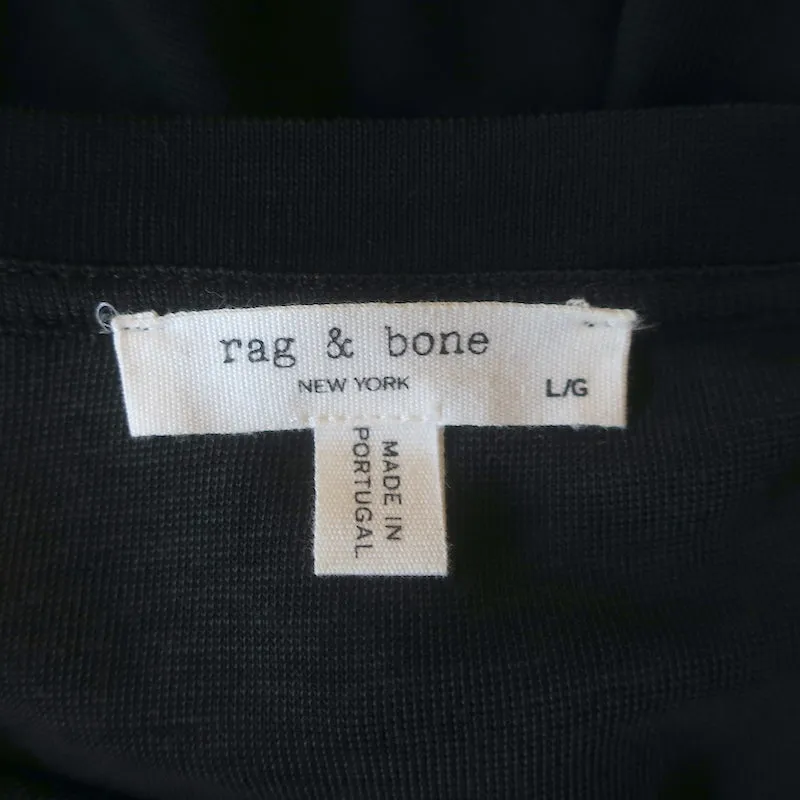 rag & bone
NEW YORK
L/G
MADE IN
PORTUGAL